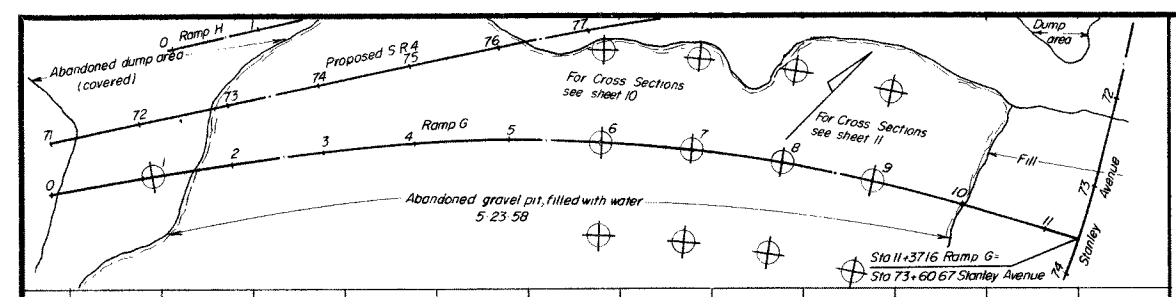 Ramp H
0
1
Abandoned dump area
(covered)
Proposed S R 4
71
72
73
74
75
76
77
For Cross Sections
see sheet 10
For Cross Sections
see sheet 11
Dump
area
Ramp G
0
1
2
3
4
5
6
7
8
9
10
11
Fill
Abandoned gravel pit, filled with water
5-23-58
72
73
74
Stanley Avenue
Sta 11+37 16 Ramp G=
Sta 73+60 67 Stanley Avenue